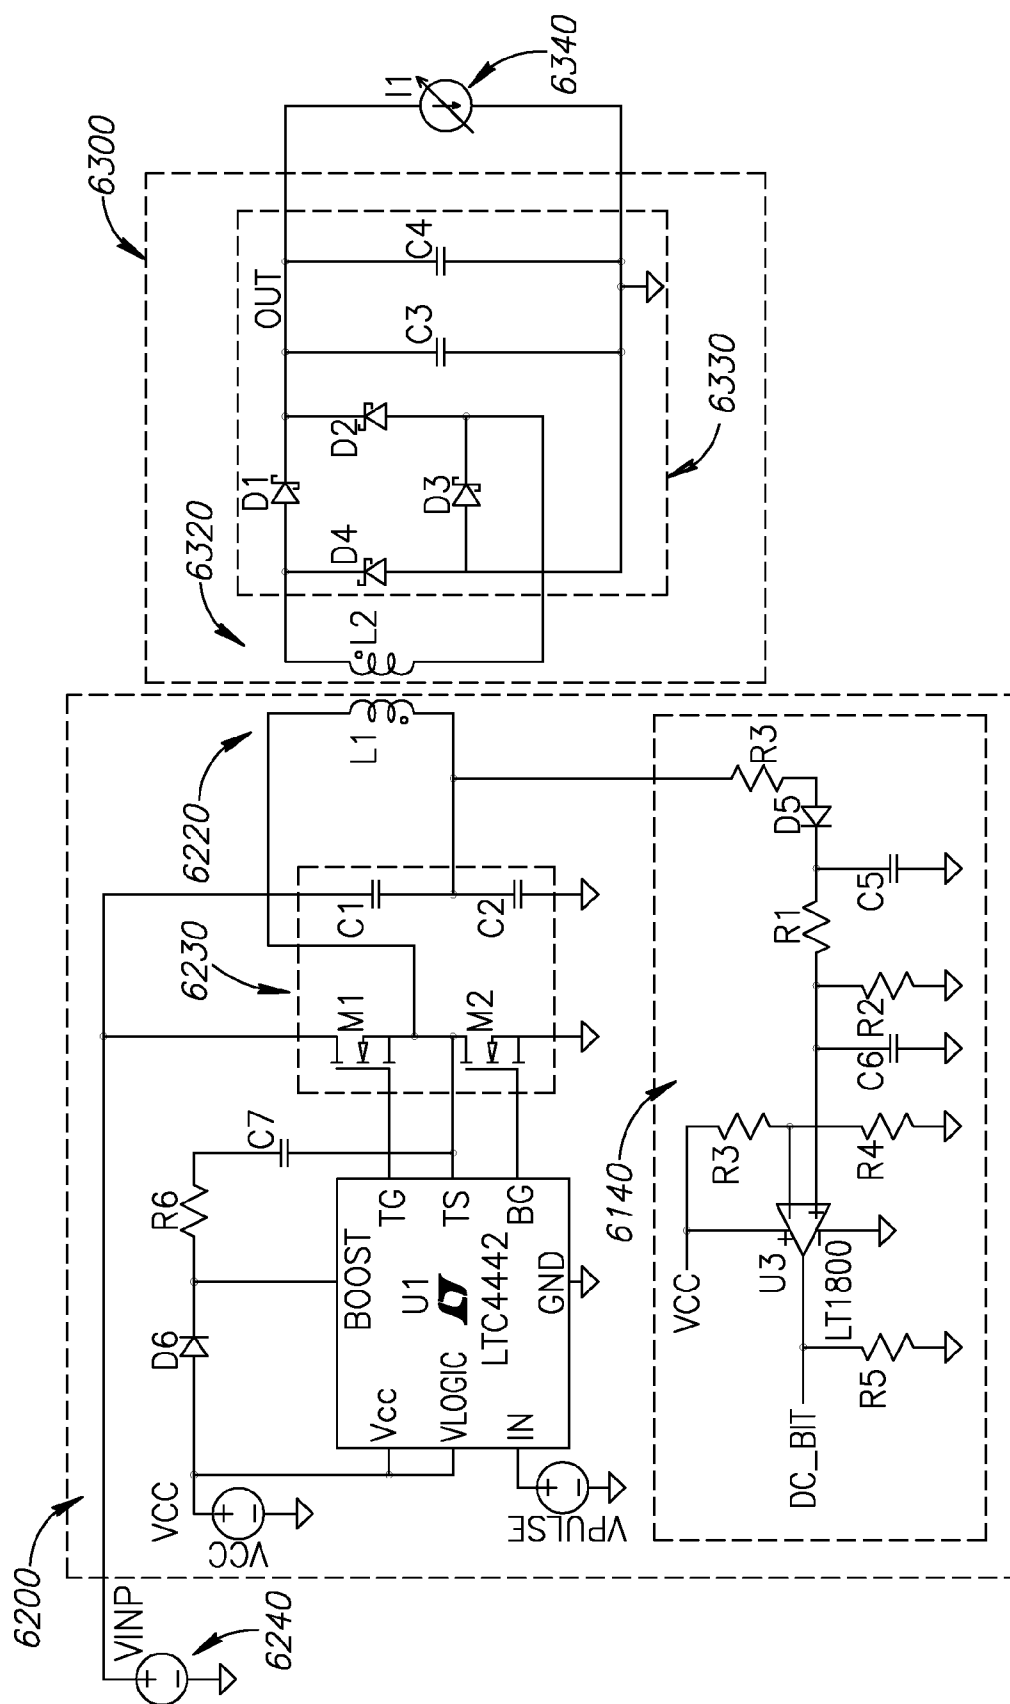 6200
VINP
6240
VCC
VCC
VPULSE
D6
R6
C7
BOOST
U1
LTC4442
GND
Vcc
VLOGIC
IN
TG
TS
BG
6230
M1
M2
C1
C2
6220
L1
6320
L2
6300
D4
D1
D3
D2
OUT
C3
C4
6330
I1
6340
6140
VCC
R3
R4
U3
LT1800
DC_BIT
R5
C6
R2
R1
C5
D5
R3